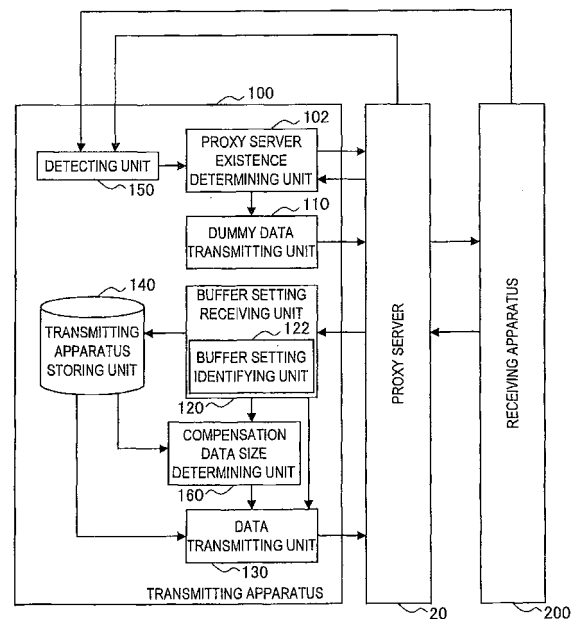 100
102
PROXY SERVER
EXISTENCE
DETERMINING UNIT
DETECTING UNIT
150
110
DUMMY DATA
TRANSMITTING UNIT
140
TRANSMITTING
APPARATUS
STORING UNIT
BUFFER SETTING
RECEIVING UNIT
122
BUFFER SETTING
IDENTIFYING UNIT
120
COMPENSATION
DATA SIZE
DETERMINING UNIT
160
DATA
TRANSMITTING UNIT
130
TRANSMITTING APPARATUS
PROXY SERVER
20
RECEIVING APPARATUS
200